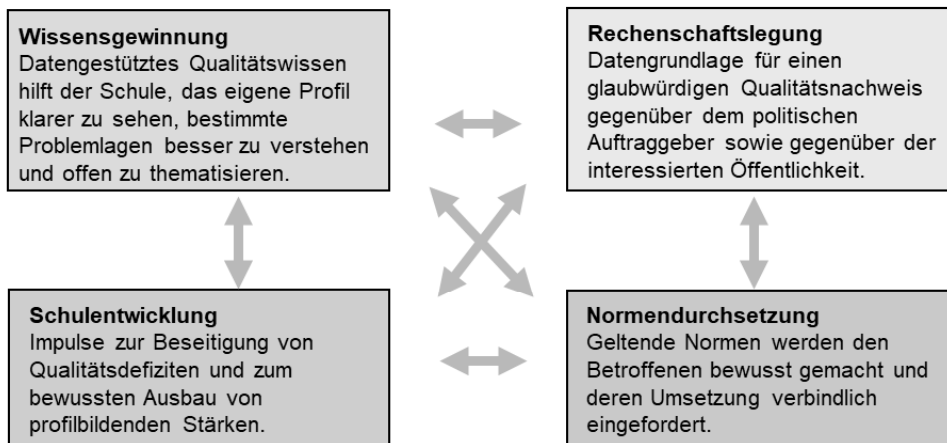 Wissensgewinnung
Datengestütztes Qualitätswissen
hilft der Schule, das eigene Profil
klarer zu sehen, bestimmte
Problemlagen besser zu verstehen
und offen zu thematisieren.
Rechenschaftslegung
Datengrundlage für einen
glaubwürdigen Qualitätsnachweis
gegenüber dem politischen
Auftraggeber sowie gegenüber der
interessierten Öffentlichkeit.
Schulentwicklung
Impulse zur Beseitigung von
Qualitätsdefiziten und zum
bewussten Ausbau von
profilbildenden Stärken.
Normendurchsetzung
Geltende Normen werden den
Betroffenen bewusst gemacht und
deren Umsetzung verbindlich
eingefordert.